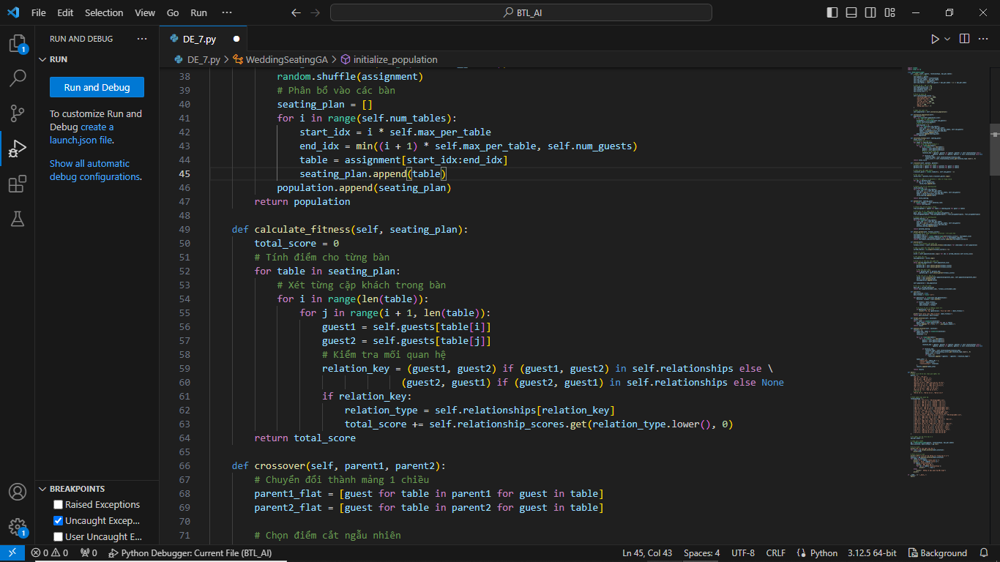 File Edit Selection View Go Run ···
BTL_AI
RUN AND DEBUG ···
RUN
Run and Debug
To customize Run and
Debug create a
launch.json file.
Show all automatic
debug configurations.
BREAKPOINTS
Raised Exceptions
Uncaught Excep...
User Uncaught E...
1
1
DE_7.py
DE_7.py > WeddingSeatingGA > initialize_population
38 random.shuffle(assignment)
39 # Phân bổ vào các bàn
40 seating_plan = []
41 for i in range(self.num_tables):
42 start_idx = i * self.max_per_table
43 end_idx = min((i + 1) * self.max_per_table, self.num_guests)
44 table = assignment[start_idx:end_idx]
45 seating_plan.append(table)
46 population.append(seating_plan)
47 return population
48
49 def calculate_fitness(self, seating_plan):
50 total_score = 0
51 # Tính điểm cho từng bàn
52 for table in seating_plan:
53 # Xét từng cặp khách trong bàn
54 for i in range(len(table)):
55 for j in range(i + 1, len(table)):
56 guest1 = self.guests[table[i]]
57 guest2 = self.guests[table[j]]
58 # Kiểm tra mối quan hệ
59 relation_key = (guest1, guest2) if (guest1, guest2) in self.relationships else \
60 (guest2, guest1) if (guest2, guest1) in self.relationships else None
61 if relation_key:
62 relation_type = self.relationships[relation_key]
63 total_score += self.relationship_scores.get(relation_type.lower(), 0)
64 return total_score
65
66 def crossover(self, parent1, parent2):
67 # Chuyển đổi thành mảng 1 chiều
68 parent1_flat = [guest for table in parent1 for guest in table]
69 parent2_flat = [guest for table in parent2 for guest in table]
70
71 # Chọn điểm cắt ngẫu nhiên
0 0 0 Python Debugger: Current File (BTL_AI) Ln 45, Col 43 Spaces: 4 UTF-8 CRLF Python 3.12.5 64-bit Background